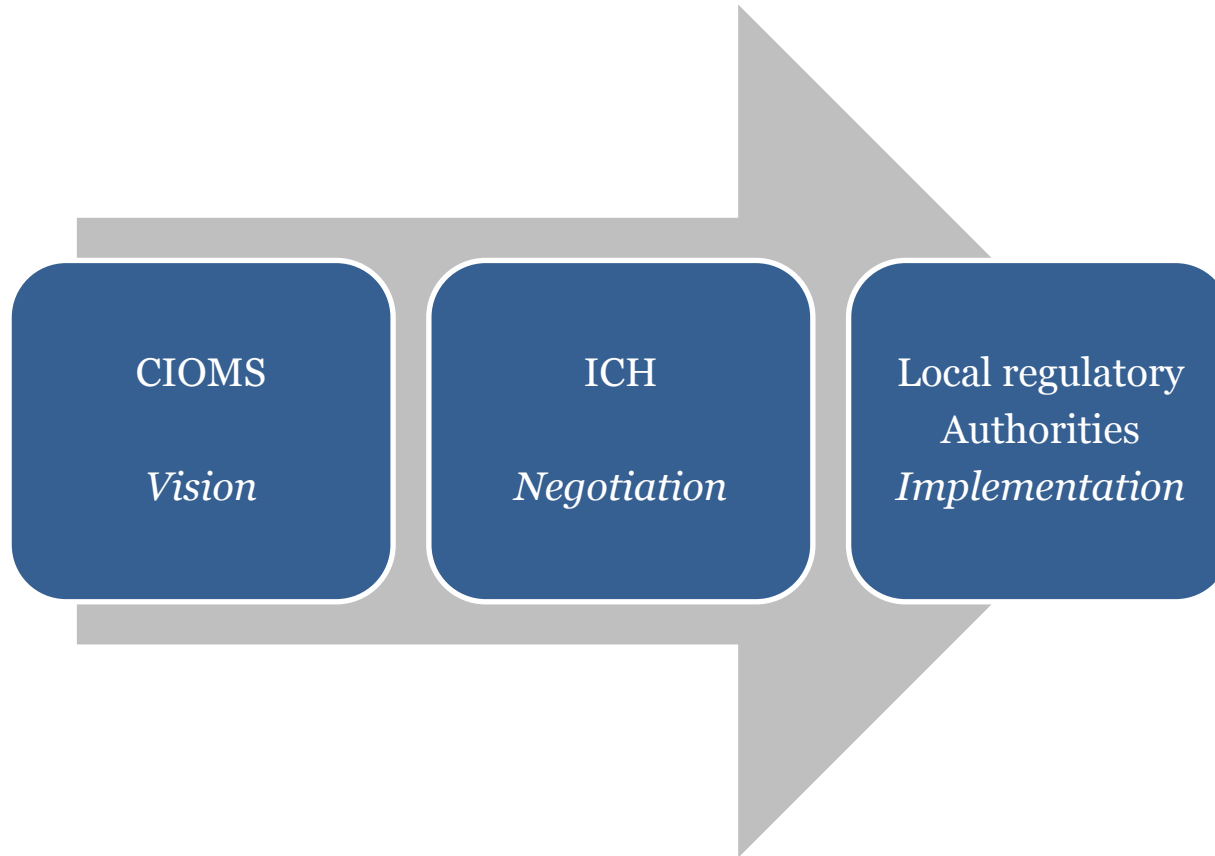 CIOMS
Vision
ICH
Negotiation
Local regulatory
Authorities
Implementation